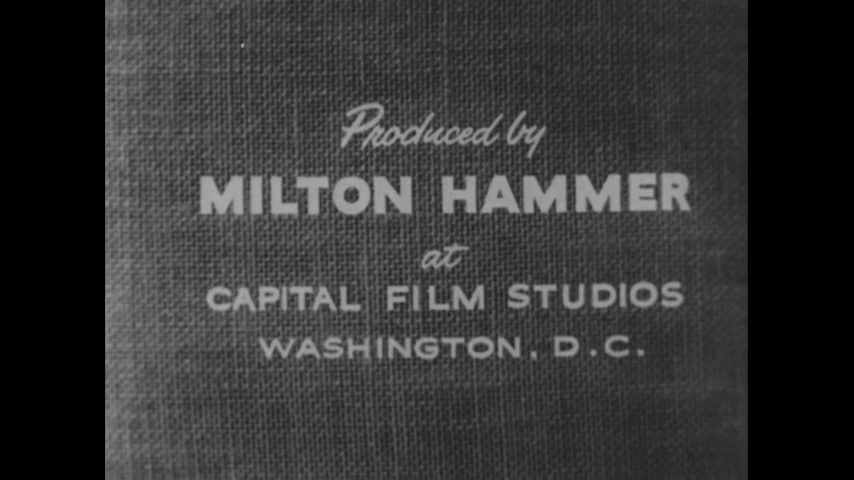 Produced by
MILTON HAMMER
at
CAPITAL FILM STUDIOS
WASHINGTON, D.C.